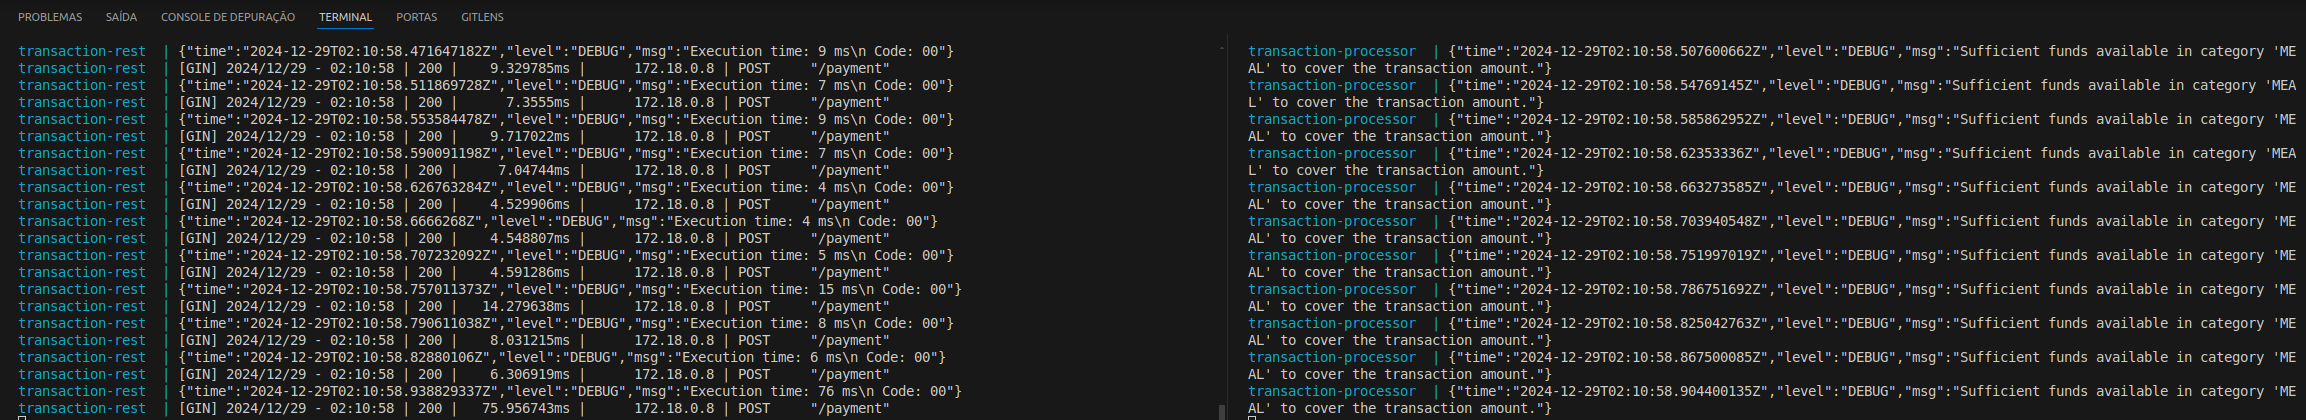 PROBLEMAS SAÍDA CONSOLE DE DEPURAÇÃO TERMINAL PORTAS GITLENS
transaction-rest | {"time":"2024-12-29T02:10:58.471647182Z","level":"DEBUG","msg":"Execution time: 9 ms\n Code: 00"}
transaction-rest | [GIN] 2024/12/29 - 02:10:58 | 200 | 9.329785ms | 172.18.0.8 | POST "/payment"
transaction-rest | {"time":"2024-12-29T02:10:58.511869728Z","level":"DEBUG","msg":"Execution time: 7 ms\n Code: 00"}
transaction-rest | [GIN] 2024/12/29 - 02:10:58 | 200 | 7.3555ms | 172.18.0.8 | POST "/payment"
transaction-rest | {"time":"2024-12-29T02:10:58.553584478Z","level":"DEBUG","msg":"Execution time: 9 ms\n Code: 00"}
transaction-rest | [GIN] 2024/12/29 - 02:10:58 | 200 | 9.717022ms | 172.18.0.8 | POST "/payment"
transaction-rest | {"time":"2024-12-29T02:10:58.590091198Z","level":"DEBUG","msg":"Execution time: 7 ms\n Code: 00"}
transaction-rest | [GIN] 2024/12/29 - 02:10:58 | 200 | 7.04744ms | 172.18.0.8 | POST "/payment"
transaction-rest | {"time":"2024-12-29T02:10:58.626763284Z","level":"DEBUG","msg":"Execution time: 4 ms\n Code: 00"}
transaction-rest | [GIN] 2024/12/29 - 02:10:58 | 200 | 4.529906ms | 172.18.0.8 | POST "/payment"
transaction-rest | {"time":"2024-12-29T02:10:58.6666268Z","level":"DEBUG","msg":"Execution time: 4 ms\n Code: 00"}
transaction-rest | [GIN] 2024/12/29 - 02:10:58 | 200 | 4.548807ms | 172.18.0.8 | POST "/payment"
transaction-rest | {"time":"2024-12-29T02:10:58.707232092Z","level":"DEBUG","msg":"Execution time: 5 ms\n Code: 00"}
transaction-rest | [GIN] 2024/12/29 - 02:10:58 | 200 | 4.591286ms | 172.18.0.8 | POST "/payment"
transaction-rest | {"time":"2024-12-29T02:10:58.757011373Z","level":"DEBUG","msg":"Execution time: 15 ms\n Code: 00"}
transaction-rest | [GIN] 2024/12/29 - 02:10:58 | 200 | 14.279638ms | 172.18.0.8 | POST "/payment"
transaction-rest | {"time":"2024-12-29T02:10:58.790611038Z","level":"DEBUG","msg":"Execution time: 8 ms\n Code: 00"}
transaction-rest | [GIN] 2024/12/29 - 02:10:58 | 200 | 8.031215ms | 172.18.0.8 | POST "/payment"
transaction-rest | {"time":"2024-12-29T02:10:58.82880106Z","level":"DEBUG","msg":"Execution time: 6 ms\n Code: 00"}
transaction-rest | [GIN] 2024/12/29 - 02:10:58 | 200 | 6.306919ms | 172.18.0.8 | POST "/payment"
transaction-rest | {"time":"2024-12-29T02:10:58.938829337Z","level":"DEBUG","msg":"Execution time: 76 ms\n Code: 00"}
transaction-rest | [GIN] 2024/12/29 - 02:10:58 | 200 | 75.956743ms | 172.18.0.8 | POST "/payment"
transaction-processor | {"time":"2024-12-29T02:10:58.507600662Z","level":"DEBUG","msg":"Sufficient funds available in category 'ME
AL' to cover the transaction amount."}
transaction-processor | {"time":"2024-12-29T02:10:58.54769145Z","level":"DEBUG","msg":"Sufficient funds available in category 'MEA
L' to cover the transaction amount."}
transaction-processor | {"time":"2024-12-29T02:10:58.585862952Z","level":"DEBUG","msg":"Sufficient funds available in category 'ME
AL' to cover the transaction amount."}
transaction-processor | {"time":"2024-12-29T02:10:58.62353336Z","level":"DEBUG","msg":"Sufficient funds available in category 'MEA
L' to cover the transaction amount."}
transaction-processor | {"time":"2024-12-29T02:10:58.663273585Z","level":"DEBUG","msg":"Sufficient funds available in category 'ME
AL' to cover the transaction amount."}
transaction-processor | {"time":"2024-12-29T02:10:58.703940548Z","level":"DEBUG","msg":"Sufficient funds available in category 'ME
AL' to cover the transaction amount."}
transaction-processor | {"time":"2024-12-29T02:10:58.751997019Z","level":"DEBUG","msg":"Sufficient funds available in category 'ME
AL' to cover the transaction amount."}
transaction-processor | {"time":"2024-12-29T02:10:58.786751692Z","level":"DEBUG","msg":"Sufficient funds available in category 'ME
AL' to cover the transaction amount."}
transaction-processor | {"time":"2024-12-29T02:10:58.825042763Z","level":"DEBUG","msg":"Sufficient funds available in category 'ME
AL' to cover the transaction amount."}
transaction-processor | {"time":"2024-12-29T02:10:58.867500085Z","level":"DEBUG","msg":"Sufficient funds available in category 'ME
AL' to cover the transaction amount."}
transaction-processor | {"time":"2024-12-29T02:10:58.904400135Z","level":"DEBUG","msg":"Sufficient funds available in category 'ME
AL' to cover the transaction amount."}